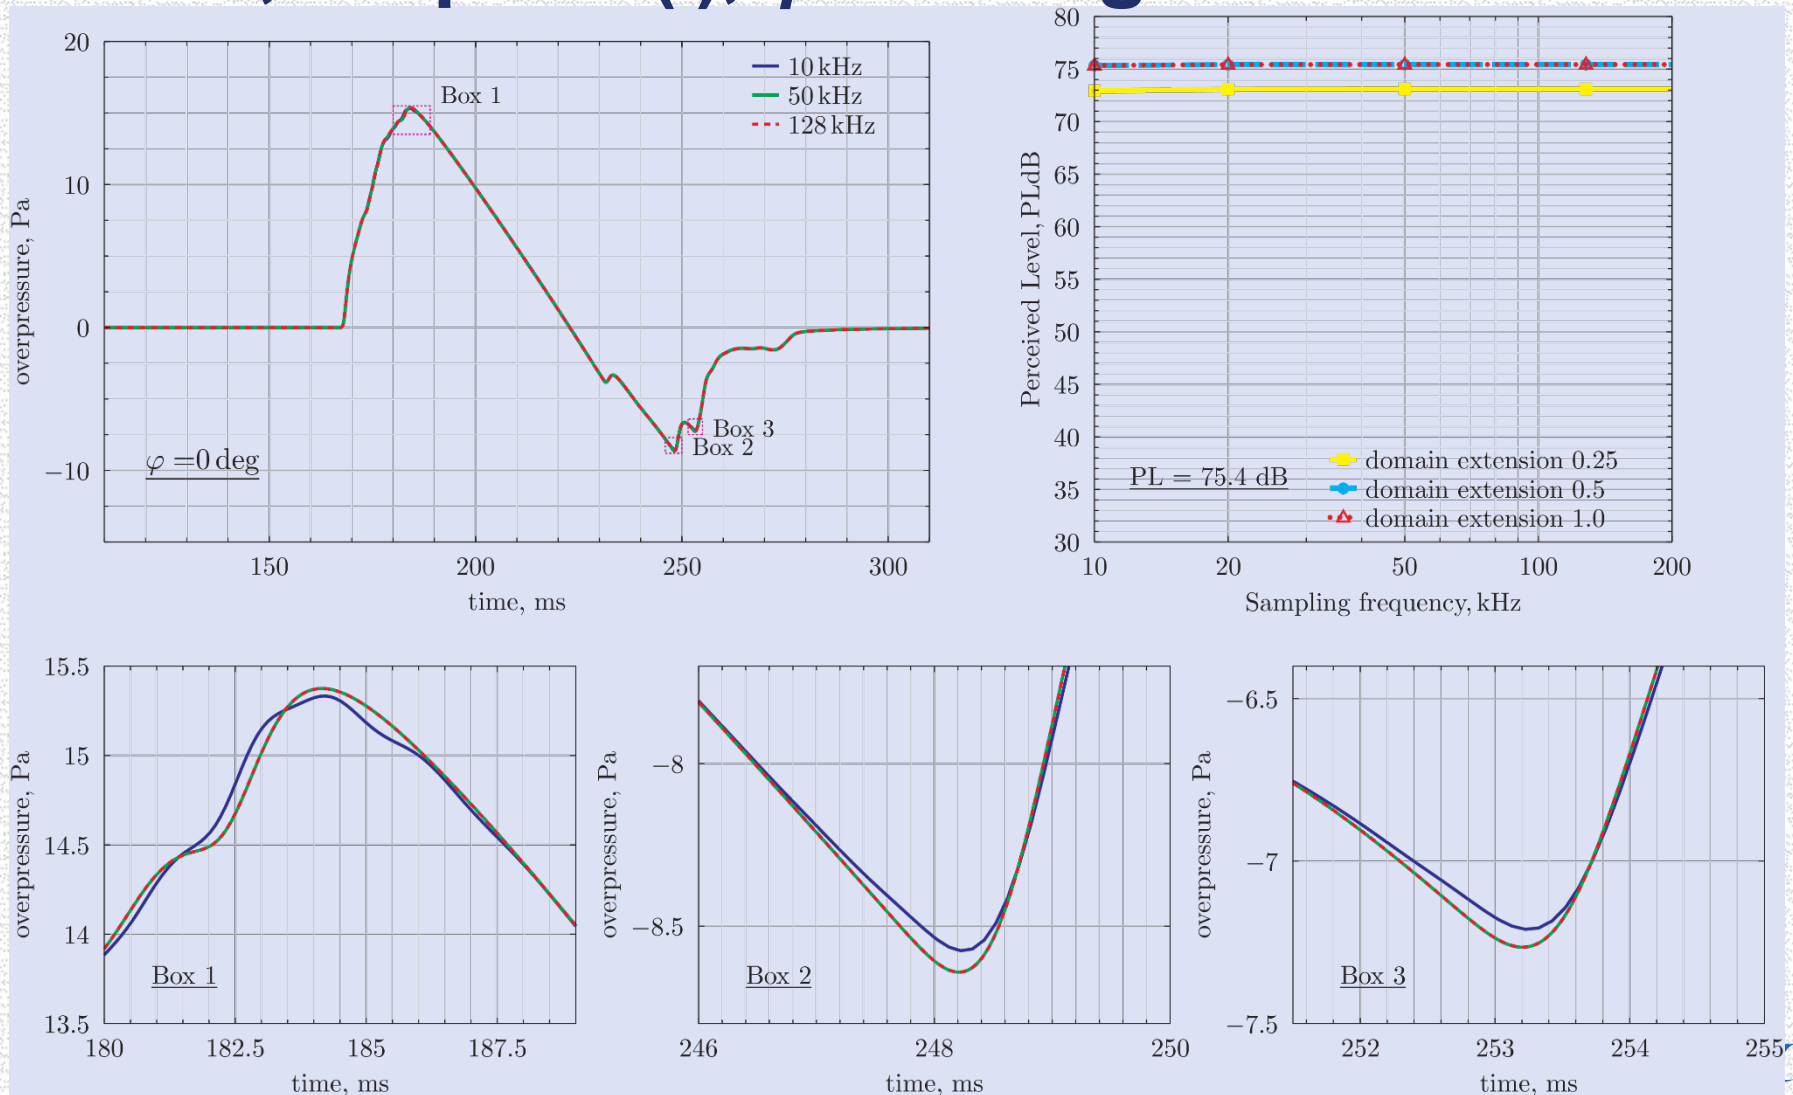 20
10
0
−10
overpressure, Pa
10 kHz
50 kHz
128 kHz
Box 1
Box 3
Box 2
φ =0 deg
150
200
250
300
time, ms
80
75
70
65
60
55
50
45
40
35
30
Perceived Level, PLdB
PL = 75.4 dB
domain extension 0.25
domain extension 0.5
domain extension 1.0
10
20
50
100
200
Sampling frequency, kHz
15.5
15
14.5
14
13.5
overpressure, Pa
Box 1
180
182.5
185
187.5
time, ms
−8
−8.5
overpressure, Pa
Box 2
246
248
250
time, ms
−6.5
−7
−7.5
overpressure, Pa
Box 3
252
253
254
255
time, ms